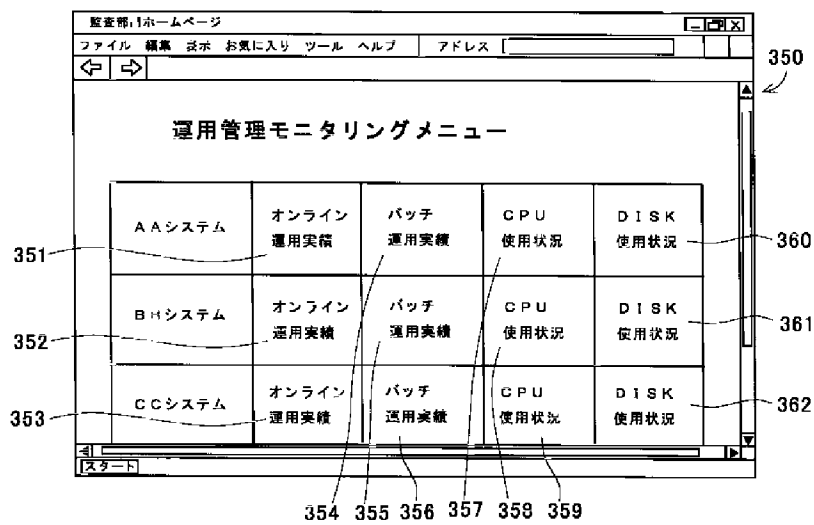 監査部:ホームページ
ファイル 編集 表示 お気に入り ツール ヘルプ アドレス
350
運用管理モニタリングメニュー
AAシステム オンライン 運用実績 バッチ 運用実績 CPU 使用状況 DISK 使用状況
351 360
BBシステム オンライン 運用実績 バッチ 運用実績 CPU 使用状況 DISK 使用状況
352 361
CCシステム オンライン 運用実績 バッチ 運用実績 CPU 使用状況 DISK 使用状況
353 362
スタート
354 355 356 357 358 359